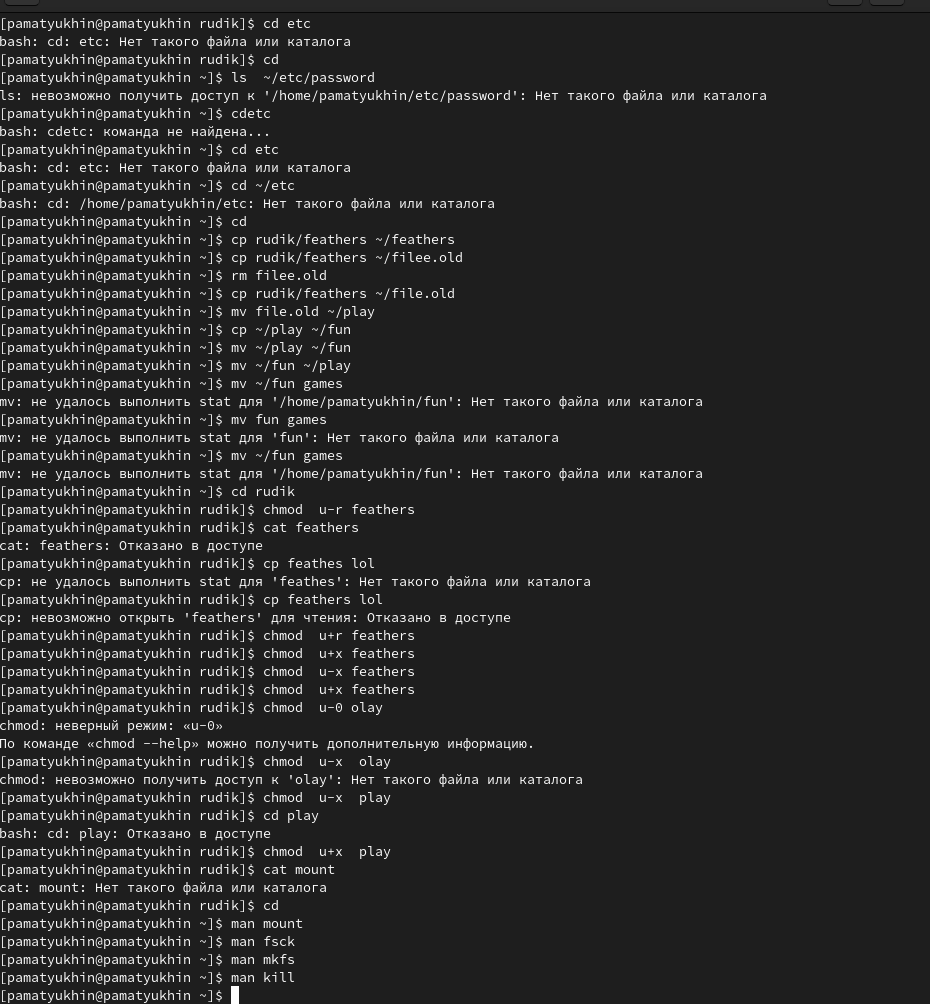 [pamatyukhin@pamatyukhin rudik]$ cd etc
bash: cd: etc: Нет такого файла или каталога
[pamatyukhin@pamatyukhin rudik]$ cd
[pamatyukhin@pamatyukhin ~]$ ls  ~/etc/password
ls: невозможно получить доступ к '/home/pamatyukhin/etc/password': Нет такого файла или каталога
[pamatyukhin@pamatyukhin ~]$ cdetc
bash: cdetc: команда не найдена...
[pamatyukhin@pamatyukhin ~]$ cd etc
bash: cd: etc: Нет такого файла или каталога
[pamatyukhin@pamatyukhin ~]$ cd ~/etc
bash: cd: /home/pamatyukhin/etc: Нет такого файла или каталога
[pamatyukhin@pamatyukhin ~]$ cd
[pamatyukhin@pamatyukhin ~]$ cp rudik/feathers ~/feathers
[pamatyukhin@pamatyukhin ~]$ cp rudik/feathers ~/filee.old
[pamatyukhin@pamatyukhin ~]$ rm filee.old
[pamatyukhin@pamatyukhin ~]$ cp rudik/feathers ~/file.old
[pamatyukhin@pamatyukhin ~]$ mv file.old ~/play
[pamatyukhin@pamatyukhin ~]$ cp ~/play ~/fun
[pamatyukhin@pamatyukhin ~]$ mv ~/play ~/fun
[pamatyukhin@pamatyukhin ~]$ mv ~/fun ~/play
[pamatyukhin@pamatyukhin ~]$ mv ~/fun games
mv: не удалось выполнить stat для '/home/pamatyukhin/fun': Нет такого файла или каталога
[pamatyukhin@pamatyukhin ~]$ mv fun games
mv: не удалось выполнить stat для 'fun': Нет такого файла или каталога
[pamatyukhin@pamatyukhin ~]$ mv ~/fun games
mv: не удалось выполнить stat для '/home/pamatyukhin/fun': Нет такого файла или каталога
[pamatyukhin@pamatyukhin ~]$ cd rudik
[pamatyukhin@pamatyukhin rudik]$ chmod  u-r feathers
[pamatyukhin@pamatyukhin rudik]$ cat feathers
cat: feathers: Отказано в доступе
[pamatyukhin@pamatyukhin rudik]$ cp feathes lol
cp: не удалось выполнить stat для 'feathes': Нет такого файла или каталога
[pamatyukhin@pamatyukhin rudik]$ cp feathers lol
cp: невозможно открыть 'feathers' для чтения: Отказано в доступе
[pamatyukhin@pamatyukhin rudik]$ chmod  u+r feathers
[pamatyukhin@pamatyukhin rudik]$ chmod  u+x feathers
[pamatyukhin@pamatyukhin rudik]$ chmod  u-x feathers
[pamatyukhin@pamatyukhin rudik]$ chmod  u+x feathers
[pamatyukhin@pamatyukhin rudik]$ chmod  u-0 olay
chmod: неверный режим: «u-0»
По команде «chmod --help» можно получить дополнительную информацию.
[pamatyukhin@pamatyukhin rudik]$ chmod  u-x  olay
chmod: невозможно получить доступ к 'olay': Нет такого файла или каталога
[pamatyukhin@pamatyukhin rudik]$ chmod  u-x  play
[pamatyukhin@pamatyukhin rudik]$ cd play
bash: cd: play: Отказано в доступе
[pamatyukhin@pamatyukhin rudik]$ chmod  u+x  play
[pamatyukhin@pamatyukhin rudik]$ cat mount
cat: mount: Нет такого файла или каталога
[pamatyukhin@pamatyukhin rudik]$ cd
[pamatyukhin@pamatyukhin ~]$ man mount
[pamatyukhin@pamatyukhin ~]$ man fsck
[pamatyukhin@pamatyukhin ~]$ man mkfs
[pamatyukhin@pamatyukhin ~]$ man kill
[pamatyukhin@pamatyukhin ~]$